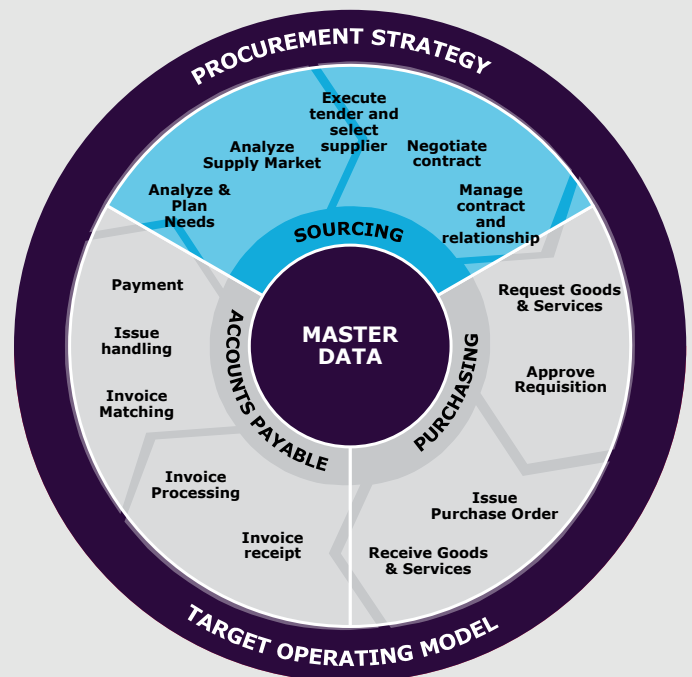 PROCUREMENT STRATEGY
Execute
tender and
select
supplier
Analyze
Supply Market
Negotiate
contract
Analyze &
Plan
Needs
Manage
contract
and
relationship
SOURCING
Payment
Issue
handling
Invoice
Matching
ACCOUNTS PAYABLE
MASTER
DATA
PURCHASING
Request Goods
& Services
Approve
Requisition
Invoice
Processing
Invoice
receipt
Issue
Purchase Order
Receive Goods
& Services
TARGET OPERATING MODEL